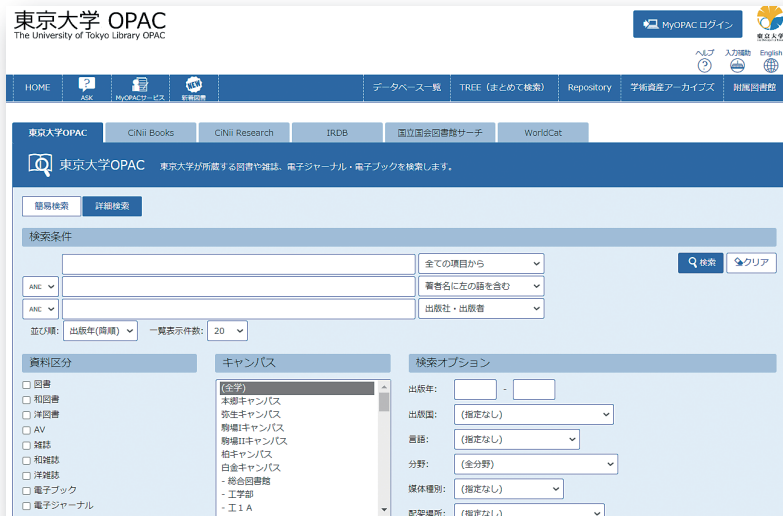 東京大学 OPAC
The University of Tokyo Library OPAC
MyOPAC ログイン
東京大学
ヘルプ 入力補助 English
HOME ASK MyOPACサービス NEW 新着図書 データベース一覧 TREE（まとめて検索） Repository 学術資産アーカイブズ 附属図書館
東京大学OPAC CiNii Books CiNii Research IRDB 国立国会図書館サーチ WorldCat
東京大学OPAC 東京大学が所蔵する図書や雑誌、電子ジャーナル・電子ブックを検索します。
簡易検索 詳細検索
検索条件
全ての項目から 検索 クリア
ANC 著者名に左の語を含む
ANC 出版社・出版者
並び順: 出版年(降順) 一覧表示件数: 20
資料区分
図書
和図書
洋図書
AV
雑誌
和雑誌
洋雑誌
電子ブック
電子ジャーナル
キャンパス
(全学)
本郷キャンパス
弥生キャンパス
駒場Iキャンパス
駒場IIキャンパス
柏キャンパス
白金キャンパス
- 総合図書館
- 工学部
- 工１A
検索オプション
出版年: -
出版国: (指定なし)
言語: (指定なし)
分野: (全分野)
媒体種別: (指定なし)
配架場所: (指定なし)